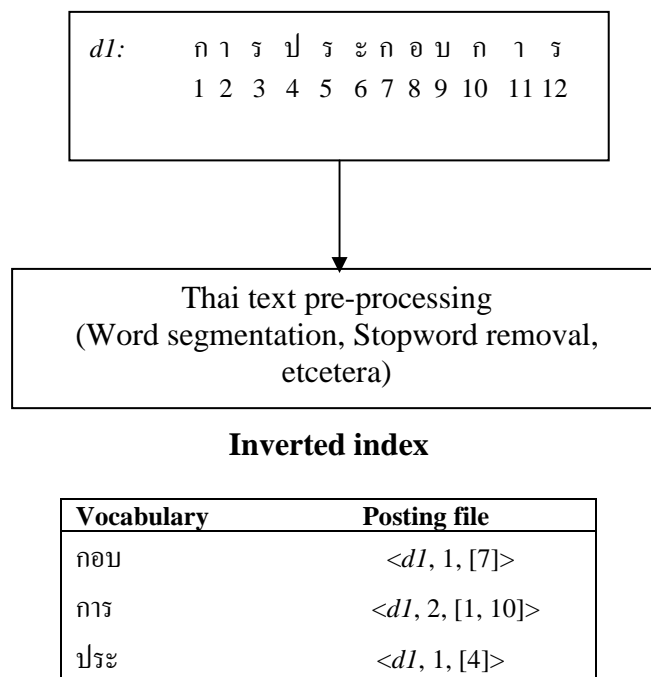 d1: ก า ร ป ร ะ ก อ บ ก า ร
1 2 3 4 5 6 7 8 9 10 11 12
Thai text pre-processing
(Word segmentation, Stopword removal,
etcetera)
Inverted index
Vocabulary Posting file
กอบ <d1, 1, [7]>
การ <d1, 2, [1, 10]>
ประ <d1, 1, [4]>